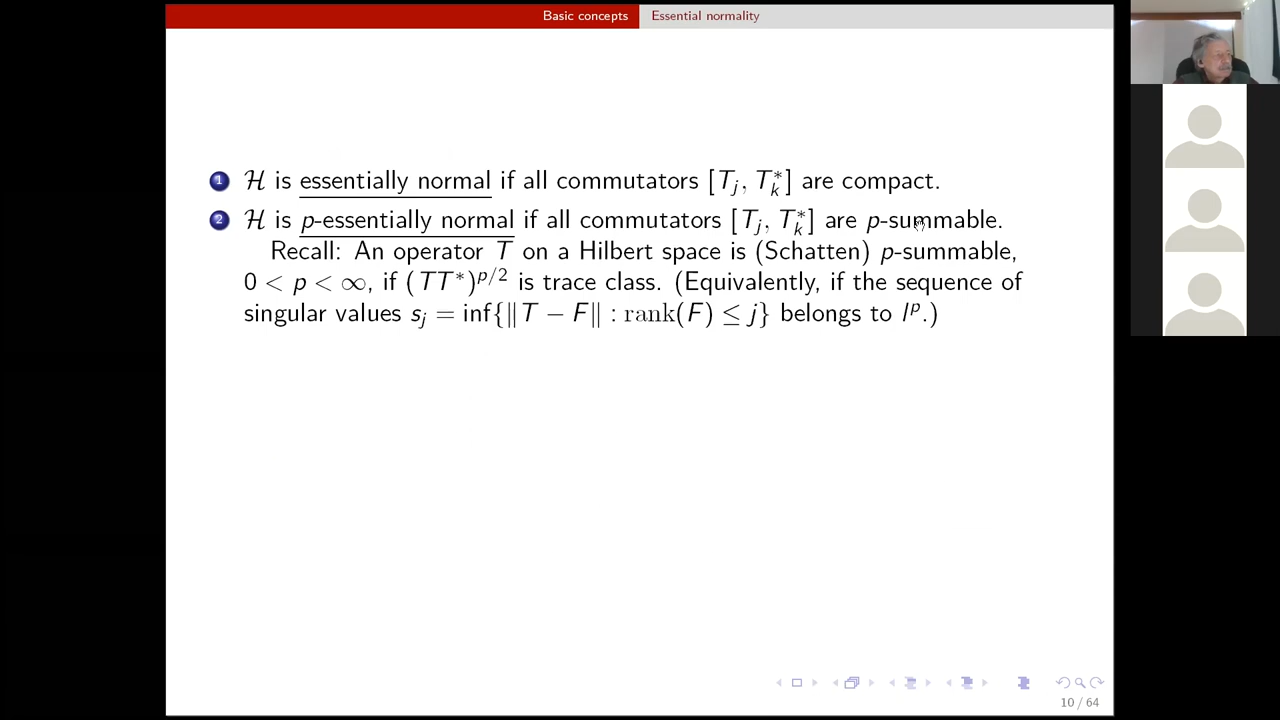 Basic concepts Essential normality
1 ℋ is essentially normal if all commutators [T_j, T_k^*] are compact.
2 ℋ is p-essentially normal if all commutators [T_j, T_k^*] are p-summable.
Recall: An operator T on a Hilbert space is (Schatten) p-summable,
0 < p < ∞, if (TT^*)^{p/2} is trace class. (Equivalently, if the sequence of
singular values s_j = inf{‖T − F‖ : rank(F) ≤ j} belongs to l^p.)
10 / 64